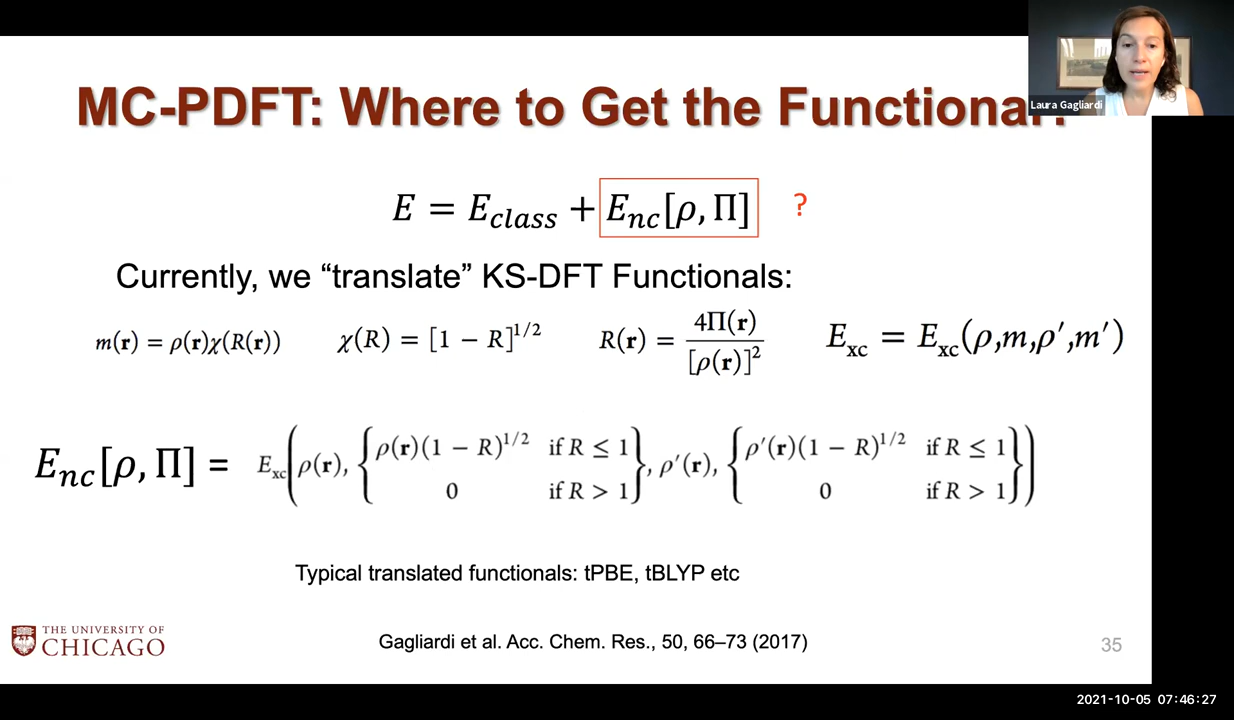 MC-PDFT: Where to Get the Functional?
Laura Gagliardi
E = E_class + E_nc[ρ, Π] ?
Currently, we “translate” KS-DFT Functionals:
m(r) = ρ(r)χ(R(r)) χ(R) = [1 − R]^1/2 R(r) = 4Π(r) / [ρ(r)]^2 E_xc = E_xc(ρ,m,ρ′,m′)
E_nc[ρ, Π] = E_xc(ρ(r), {ρ(r)(1 − R)^1/2 if R ≤ 1 0 if R > 1}, ρ′(r), {ρ′(r)(1 − R)^1/2 if R ≤ 1 0 if R > 1})
Typical translated functionals: tPBE, tBLYP etc
THE UNIVERSITY OF
CHICAGO
Gagliardi et al. Acc. Chem. Res., 50, 66–73 (2017)
35
2021-10-05 07:46:27